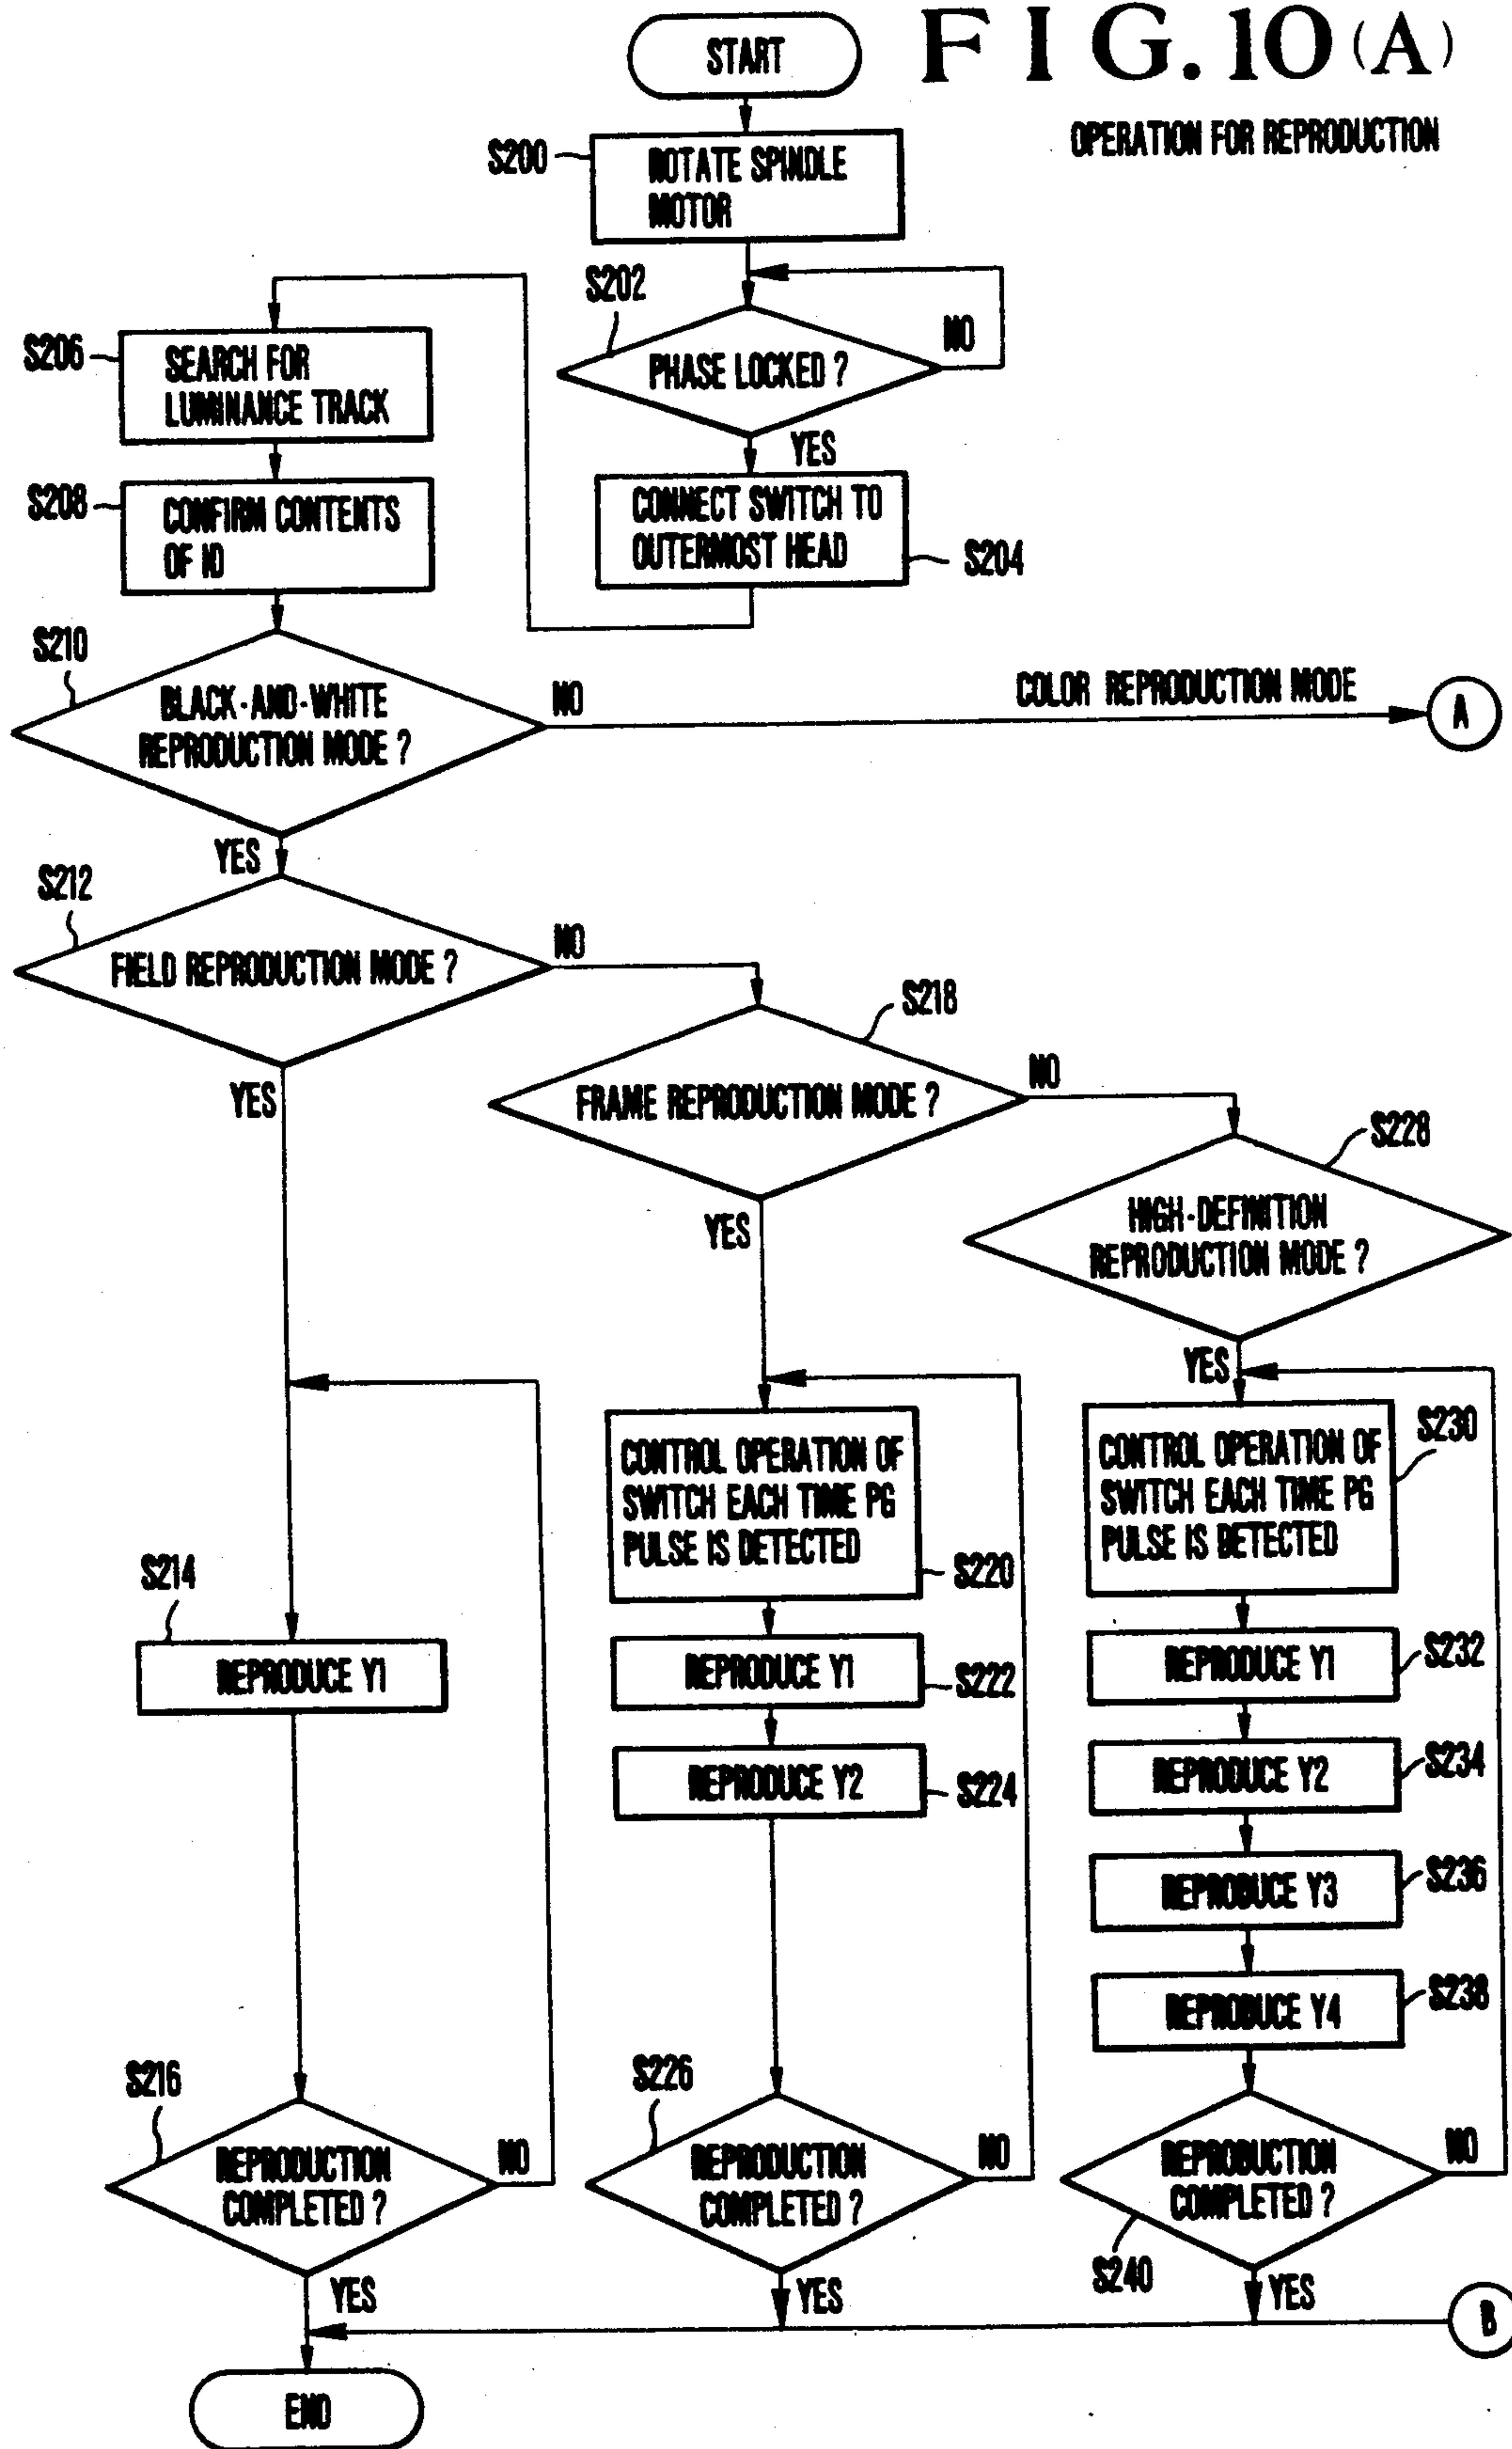 FIG. 10 (A)
OPERATION FOR REPRODUCTION
START
S200
ROTATE SPINDLE
MOTOR
S202
PHASE LOCKED ?
NO
YES
CONNECT SWITCH TO
OUTERMOST HEAD
S204
S206
SEARCH FOR
LUMINANCE TRACK
S208
CONFIRM CONTENTS
OF ID
S210
BLACK-AND-WHITE
REPRODUCTION MODE ?
NO
COLOR REPRODUCTION MODE
A
YES
S212
FIELD REPRODUCTION MODE ?
NO
YES
S218
FRAME REPRODUCTION MODE ?
NO
YES
S228
HIGH-DEFINITION
REPRODUCTION MODE ?
YES
S214
REPRODUCE Y1
S216
REPRODUCTION
COMPLETED ?
NO
YES
CONTROL OPERATION OF
SWITCH EACH TIME PG
PULSE IS DETECTED
S220
REPRODUCE Y1
S222
REPRODUCE Y2
S224
S226
REPRODUCTION
COMPLETED ?
NO
YES
CONTROL OPERATION OF
SWITCH EACH TIME PG
PULSE IS DETECTED
S230
REPRODUCE Y1
S232
REPRODUCE Y2
S234
REPRODUCE Y3
S236
REPRODUCE Y4
S238
REPRODUCTION
COMPLETED ?
NO
S240
YES
B
END